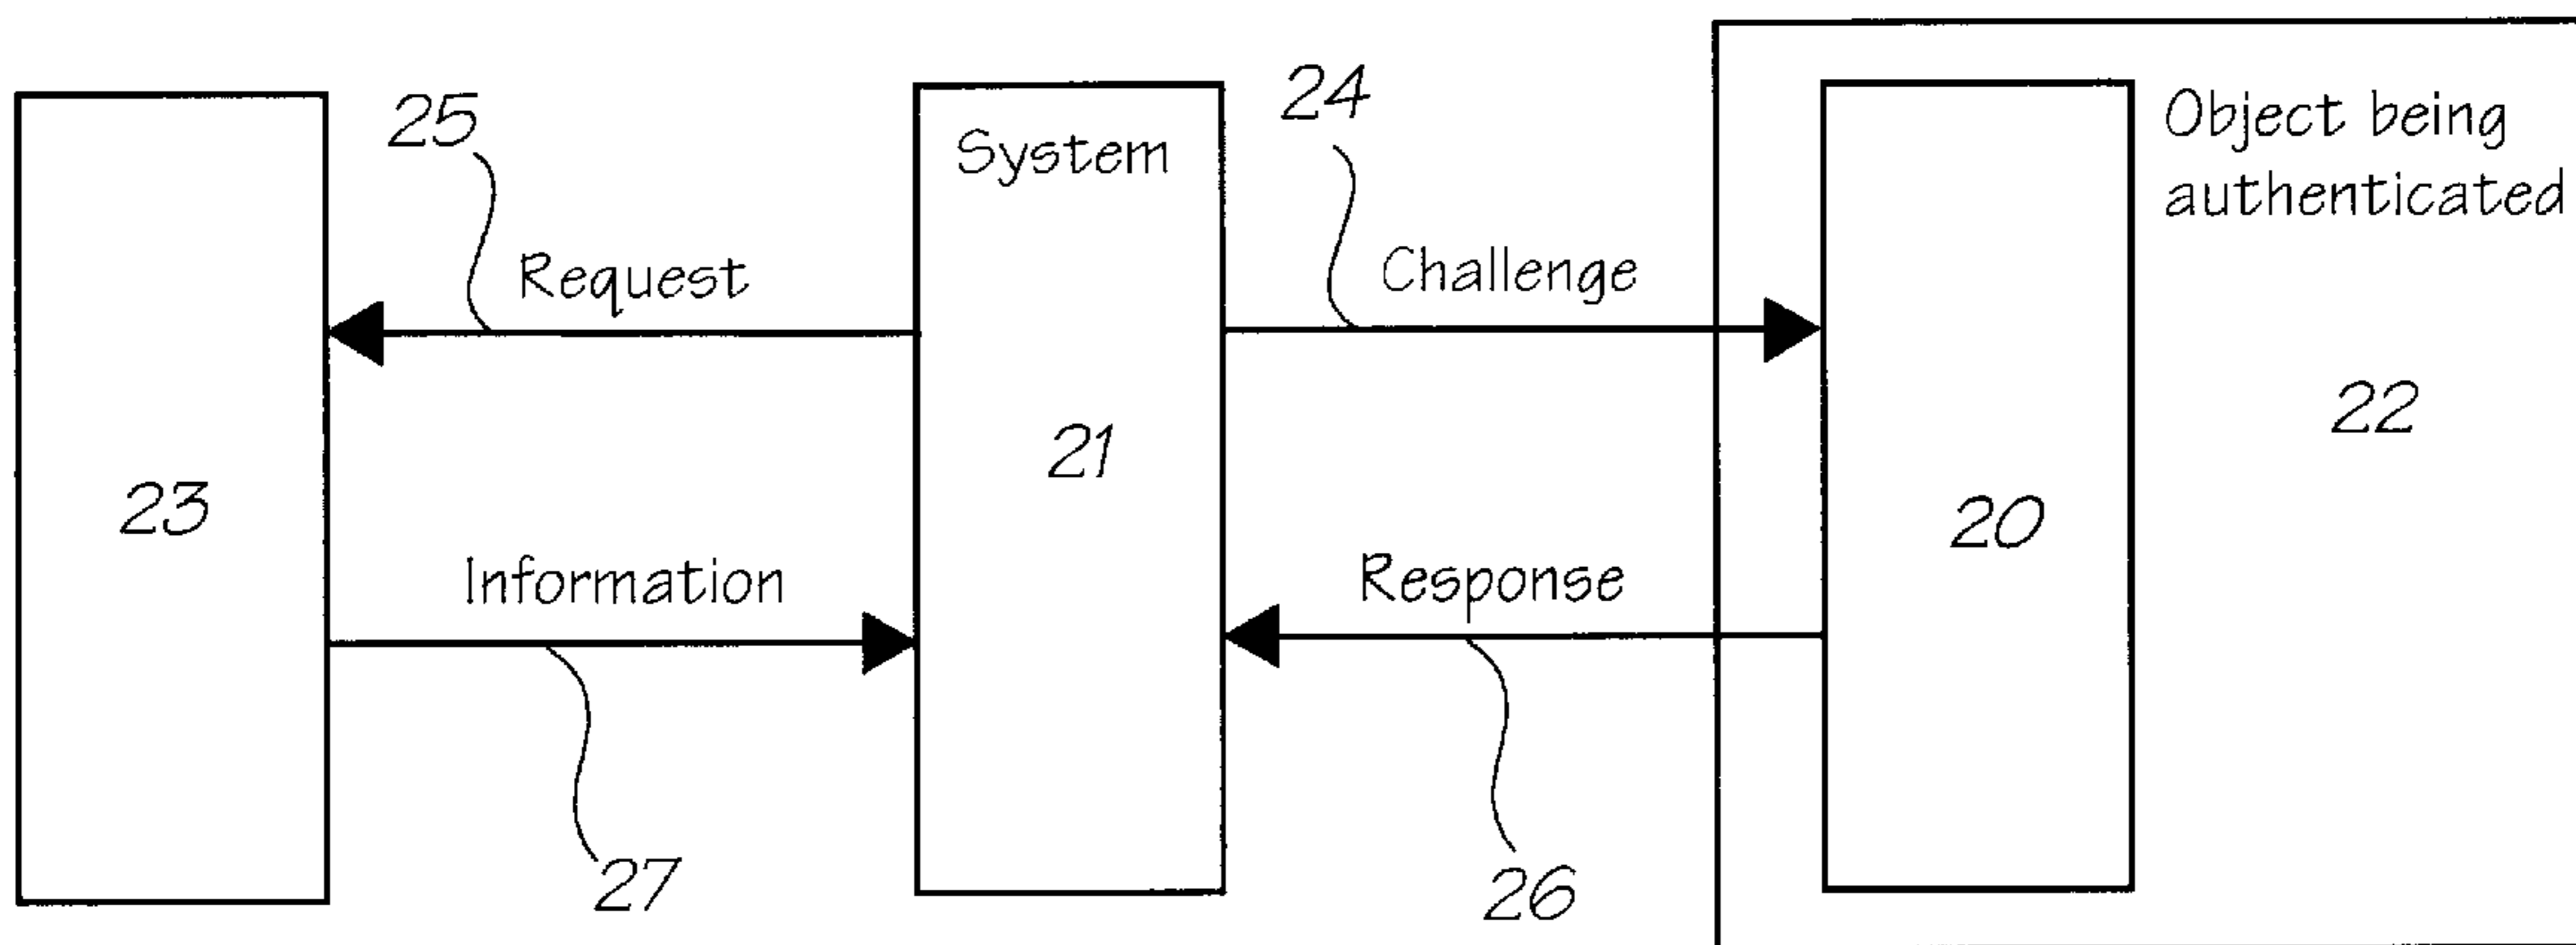 25
24
System
Object being
authenticated
Request
Challenge
22
21
23
20
Information
Response
27
26